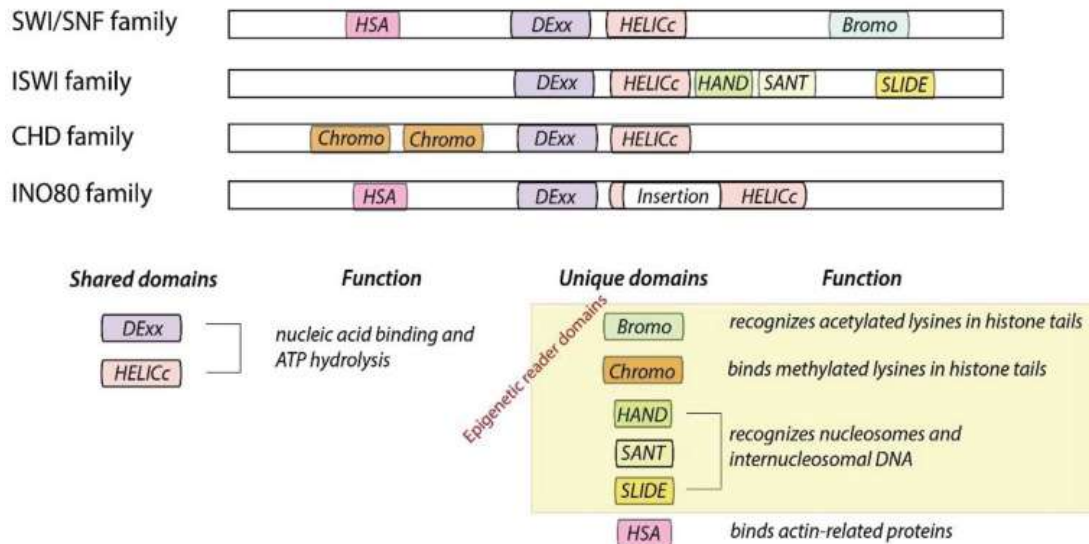 SWI/SNF family HSA DExx HELICc Bromo
ISWI family DExx HELICc HAND SANT SLIDE
CHD family Chromo Chromo DExx HELICc
INO80 family HSA DExx Insertion HELICc
Shared domains Function Unique domains Function
DExx
HELICc
nucleic acid binding and
ATP hydrolysis
Epigenetic reader domains
Bromo recognizes acetylated lysines in histone tails
Chromo binds methylated lysines in histone tails
HAND
SANT
SLIDE
recognizes nucleosomes and
internucleosomal DNA
HSA binds actin-related proteins